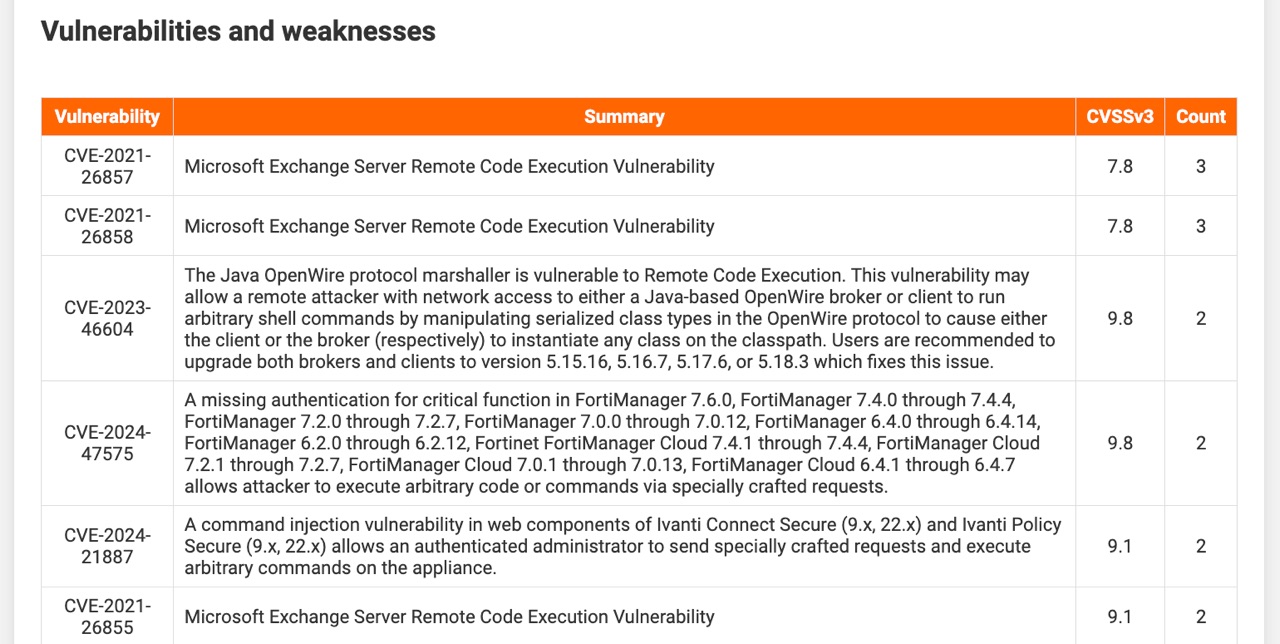 Vulnerabilities and weaknesses
Vulnerability Summary CVSSv3 Count
CVE-2021-
26857
Microsoft Exchange Server Remote Code Execution Vulnerability 7.8 3
CVE-2021-
26858
Microsoft Exchange Server Remote Code Execution Vulnerability 7.8 3
CVE-2023-
46604
The Java OpenWire protocol marshaller is vulnerable to Remote Code Execution. This vulnerability may
allow a remote attacker with network access to either a Java-based OpenWire broker or client to run
arbitrary shell commands by manipulating serialized class types in the OpenWire protocol to cause either
the client or the broker (respectively) to instantiate any class on the classpath. Users are recommended to
upgrade both brokers and clients to version 5.15.16, 5.16.7, 5.17.6, or 5.18.3 which fixes this issue.
9.8 2
CVE-2024-
47575
A missing authentication for critical function in FortiManager 7.6.0, FortiManager 7.4.0 through 7.4.4,
FortiManager 7.2.0 through 7.2.7, FortiManager 7.0.0 through 7.0.12, FortiManager 6.4.0 through 6.4.14,
FortiManager 6.2.0 through 6.2.12, Fortinet FortiManager Cloud 7.4.1 through 7.4.4, FortiManager Cloud
7.2.1 through 7.2.7, FortiManager Cloud 7.0.1 through 7.0.13, FortiManager Cloud 6.4.1 through 6.4.7
allows attacker to execute arbitrary code or commands via specially crafted requests.
9.8 2
CVE-2024-
21887
A command injection vulnerability in web components of Ivanti Connect Secure (9.x, 22.x) and Ivanti Policy
Secure (9.x, 22.x) allows an authenticated administrator to send specially crafted requests and execute
arbitrary commands on the appliance.
9.1 2
CVE-2021-
26855
Microsoft Exchange Server Remote Code Execution Vulnerability 9.1 2